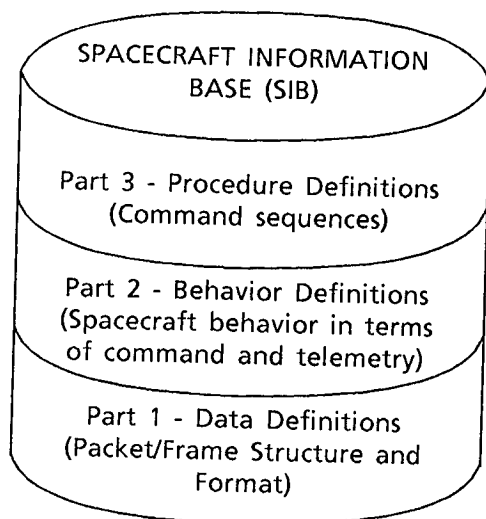 SPACECRAFT INFORMATION
BASE (SIB)
Part 3 - Procedure Definitions
(Command sequences)
Part 2 - Behavior Definitions
(Spacecraft behavior in terms
of command and telemetry)
Part 1 - Data Definitions
(Packet/Frame Structure and
Format)